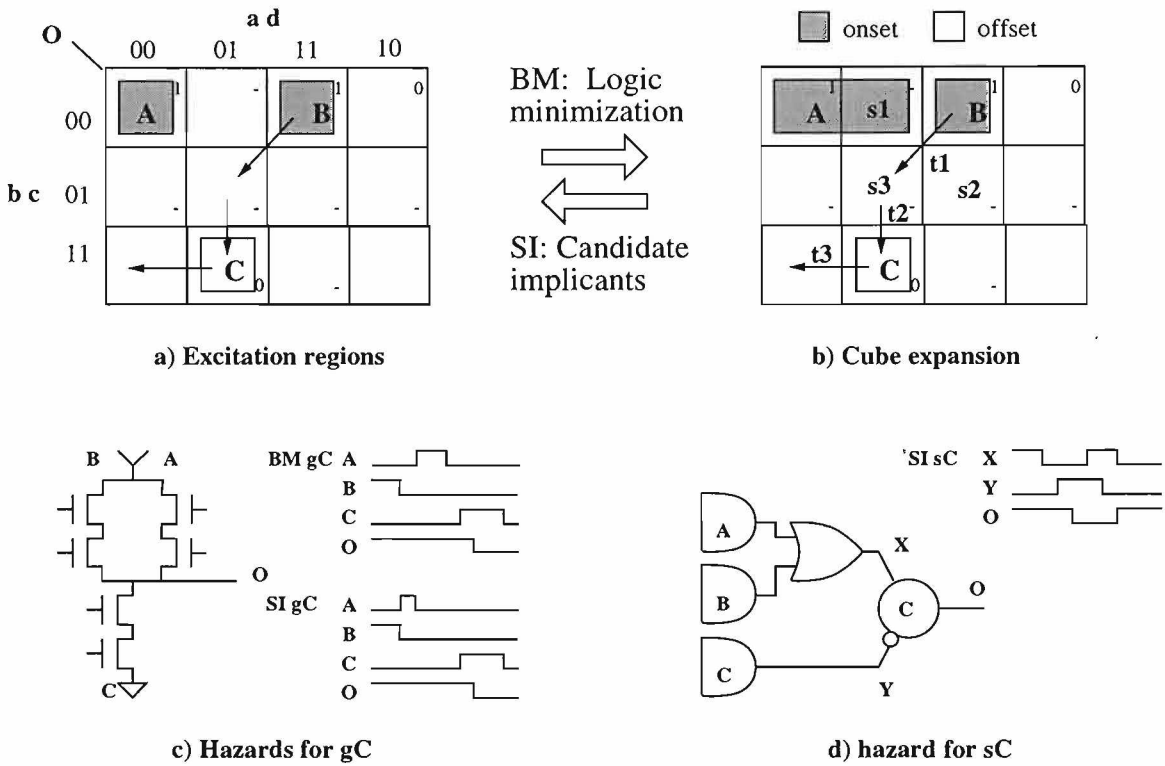 a d
O
00 01 11 10
00 A 1 - B 1 0
b c 01 - - - -
11 C 0 -
a) Excitation regions
BM: Logic
minimization
SI: Candidate
implicants
onset offset
A 1 s1 - B 1 0
t1
s3 s2
- t2 - - -
t3 C 0 -
b) Cube expansion
B A
O
C
BM gC A
B
C
O
SI gC A
B
C
O
c) Hazards for gC
SI sC X
Y
O
A
B
C
X
Y
C
O
d) hazard for sC